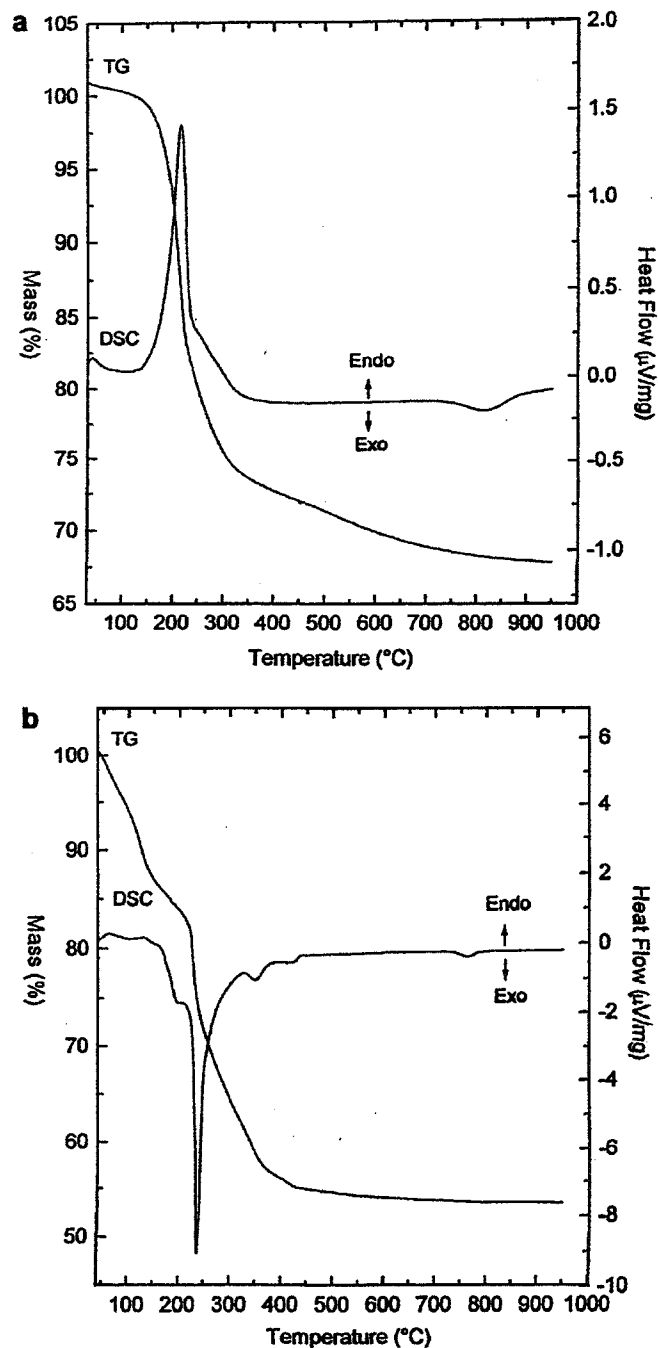 a
105
100
95
90
85
80
75
70
65
Mass (%)
TG
DSC
Endo
Exo
2.0
1.5
1.0
0.5
0.0
-0.5
-1.0
Heat Flow (μV/mg)
100 200 300 400 500 600 700 800 900 1000
Temperature (°C)
b
100
90
80
70
60
50
Mass (%)
TG
DSC
Endo
Exo
6
4
2
0
-2
-4
-6
-8
-10
Heat Flow (μV/mg)
100 200 300 400 500 600 700 800 900 1000
Temperature (°C)